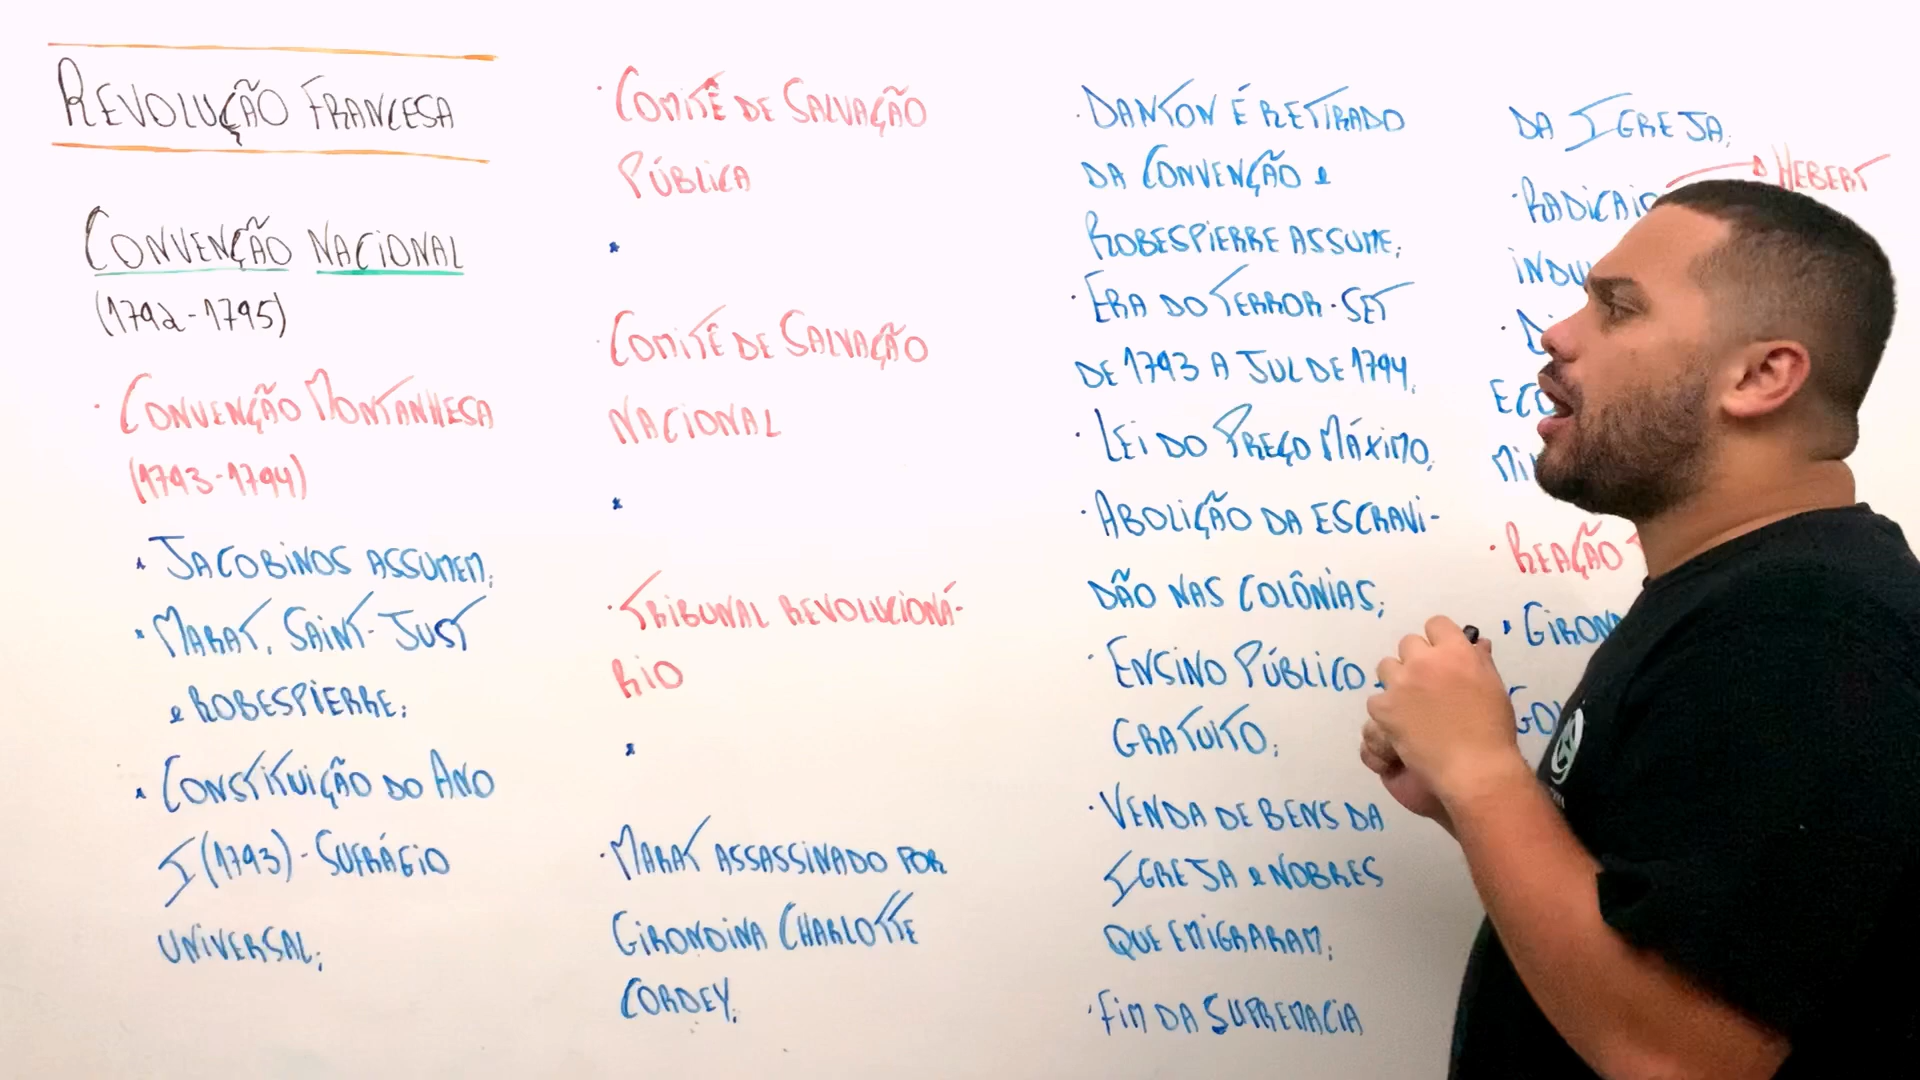 REVOLUÇÃO FRANCESA
CONVENÇÃO NACIONAL
(1792-1795)
· CONVENÇÃO MONTANHESA
(1793-1794)
· JACOBINOS ASSUMEM;
· MARAT, SAINT-JUST
e ROBESPIERRE;
· CONSTITUIÇÃO DO ANO
I (1793) - SUFRÁGIO
UNIVERSAL;
· COMITÊ DE SALVAÇÃO
PÚBLICA
·
· COMITÊ DE SALVAÇÃO
NACIONAL
·
· TRIBUNAL REVOLUCIONÁ-
RIO
·
· MARAT ASSASSINADO POR
GIRONDINA CHARLOTTE
CORDEY;
· DANTON É RETIRADO
DA CONVENÇÃO e
ROBESPIERRE ASSUME;
· ERA DO TERROR - SET
DE 1793 A JUL DE 1794;
· LEI DO PREÇO MÁXIMO;
· ABOLIÇÃO DA ESCRAVI-
DÃO NAS COLÔNIAS;
· ENSINO PÚBLICO e
GRATUITO;
· VENDA DE BENS DA
IGREJA e NOBRES
QUE EMIGRARAM;
· FIM DA SUPREMACIA
DA IGREJA;
HEBERT
· RADICAIS
· REAÇÃO